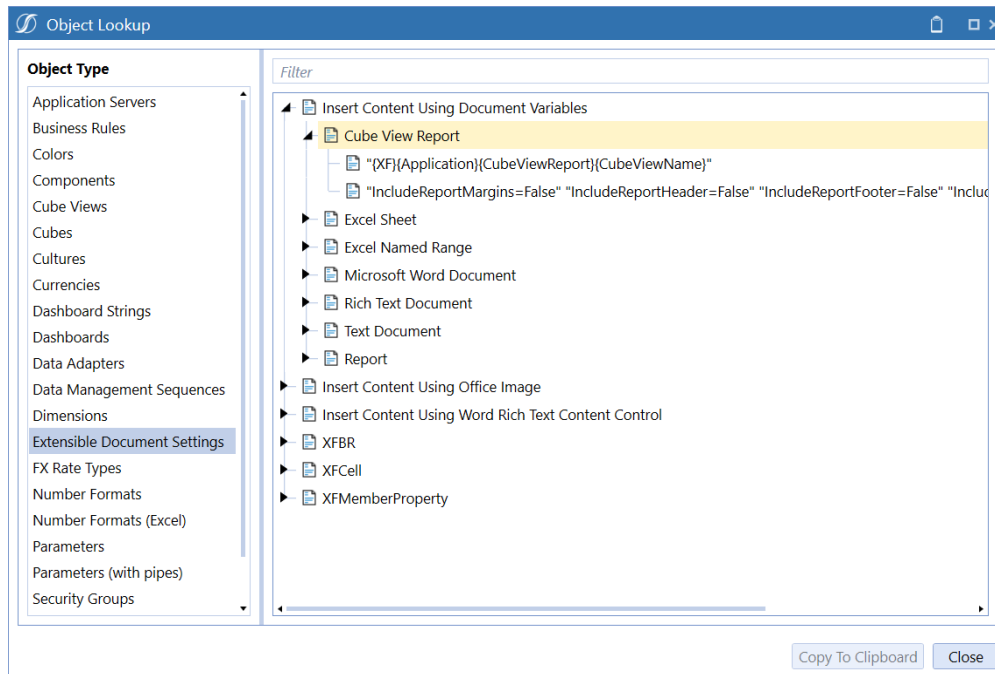 Object Lookup
Object Type
Application Servers
Business Rules
Colors
Components
Cube Views
Cubes
Cultures
Currencies
Dashboard Strings
Dashboards
Data Adapters
Data Management Sequences
Dimensions
Extensible Document Settings
FX Rate Types
Number Formats
Number Formats (Excel)
Parameters
Parameters (with pipes)
Security Groups
Filter
Insert Content Using Document Variables
Cube View Report
"{XF}{Application}{CubeViewReport}{CubeViewName}"
"IncludeReportMargins=False" "IncludeReportHeader=False" "IncludeReportFooter=False" "Includ
Excel Sheet
Excel Named Range
Microsoft Word Document
Rich Text Document
Text Document
Report
Insert Content Using Office Image
Insert Content Using Word Rich Text Content Control
XFBR
XFCell
XFMemberProperty
Copy To Clipboard
Close